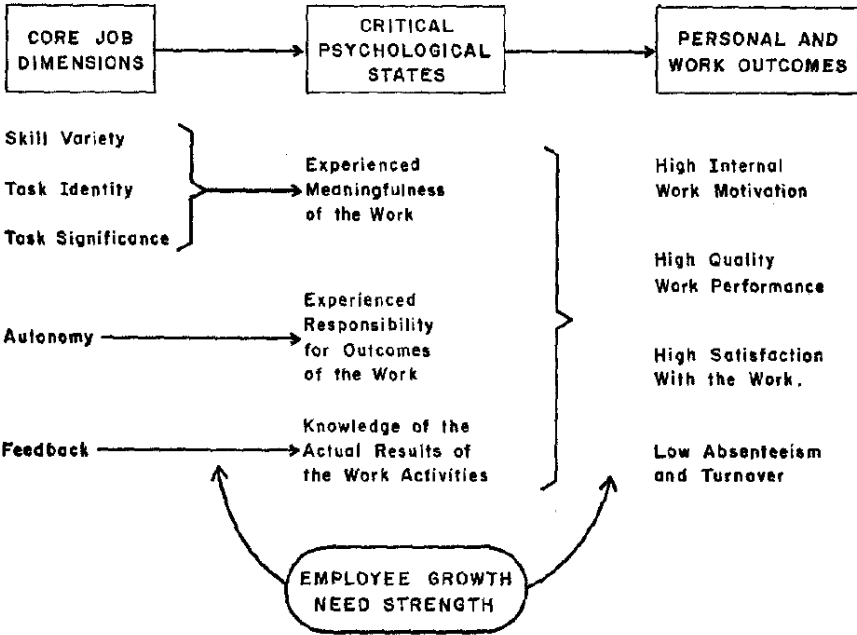 CORE JOB
DIMENSIONS
CRITICAL
PSYCHOLOGICAL
STATES
PERSONAL AND
WORK OUTCOMES
Skill Variety
Task Identity
Task Significance
Experienced
Meaningfulness
of the Work
High Internal
Work Motivation
High Quality
Work Performance
Autonomy
Experienced
Responsibility
for Outcomes
of the Work
High Satisfaction
With the Work.
Feedback
Knowledge of the
Actual Results of
the Work Activities
Low Absenteeism
and Turnover
EMPLOYEE GROWTH
NEED STRENGTH